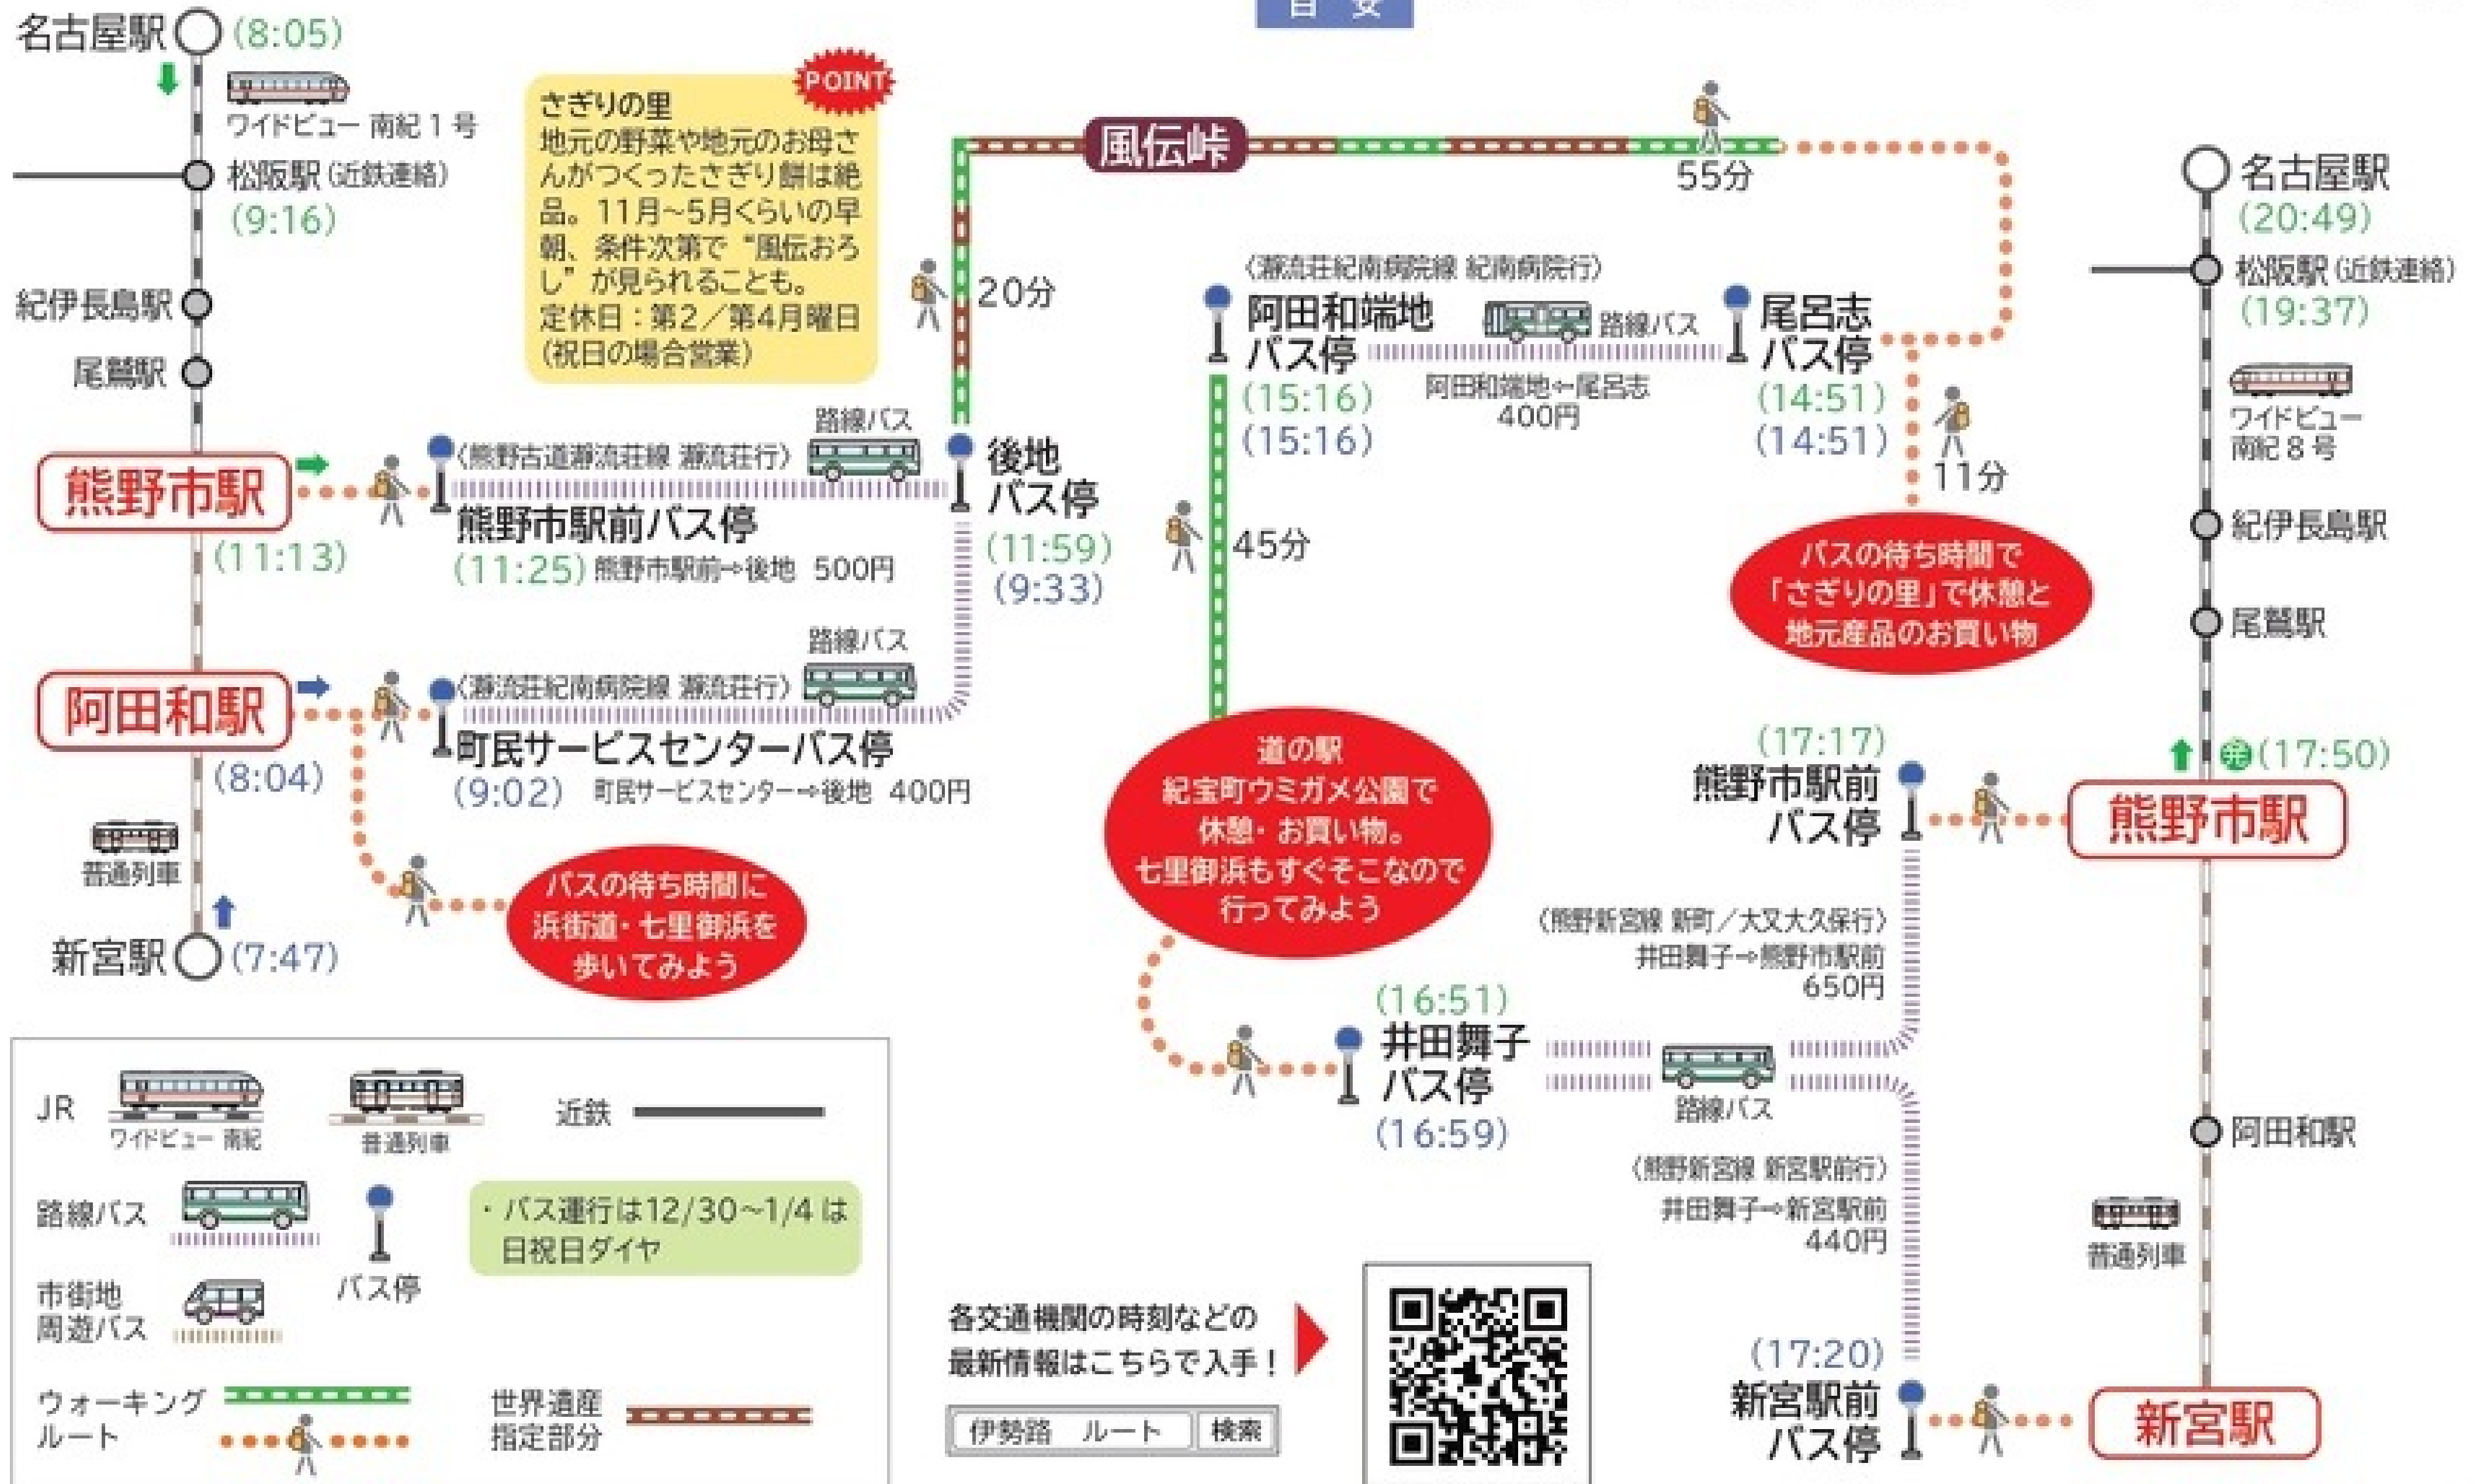 目 安
名古屋駅 (8:05)
ワイドビュー 南紀 1 号
松阪駅 (近鉄連絡)
(9:16)
紀伊長島駅
尾鷲駅
熊野市駅
(11:13)
阿田和駅
(8:04)
普通列車
新宮駅 (7:47)
POINT
さぎりの里
地元の野菜や地元のお母さ
んがつくったさぎり餅は絶
品。11月〜5月くらいの早
朝、条件次第で“風伝おろ
し”が見られることも。
定休日：第2／第4月曜日
(祝日の場合営業)
路線バス
〈熊野古道瀞流荘線 瀞流荘行〉
熊野市駅前バス停
(11:25) 熊野市駅前⇨後地 500円
後地
バス停
(11:59)
(9:33)
路線バス
〈瀞流荘紀南病院線 瀞流荘行〉
町民サービスセンターバス停
(9:02) 町民サービスセンター⇨後地 400円
バスの待ち時間に
浜街道・七里御浜を
歩いてみよう
20分
風伝峠
55分
〈瀞流荘紀南病院線 紀南病院行〉
阿田和端地
バス停
(15:16)
(15:16)
路線バス
阿田和端地⇦尾呂志
400円
尾呂志
バス停
(14:51)
(14:51)
11分
バスの待ち時間で
「さぎりの里」で休憩と
地元産品のお買い物
45分
道の駅
紀宝町ウミガメ公園で
休憩・お買い物。
七里御浜もすぐそこなので
行ってみよう
(16:51)
井田舞子
バス停
(16:59)
路線バス
(17:17)
熊野市駅前
バス停
〈熊野新宮線 新町／大又大久保行〉
井田舞子⇨熊野市駅前
650円
〈熊野新宮線 新宮駅前行〉
井田舞子⇨新宮駅前
440円
(17:20)
新宮駅前
バス停
名古屋駅
(20:49)
松阪駅 (近鉄連絡)
(19:37)
ワイドビュー
南紀 8 号
紀伊長島駅
尾鷲駅
発(17:50)
熊野市駅
阿田和駅
普通列車
新宮駅
JR
ワイドビュー 南紀
普通列車
近鉄
路線バス
バス停
・バス運行は12/30〜1/4 は
日祝日ダイヤ
市街地
周遊バス
ウォーキング
ルート
世界遺産
指定部分
各交通機関の時刻などの
最新情報はこちらで入手！
伊勢路 ルート 検索